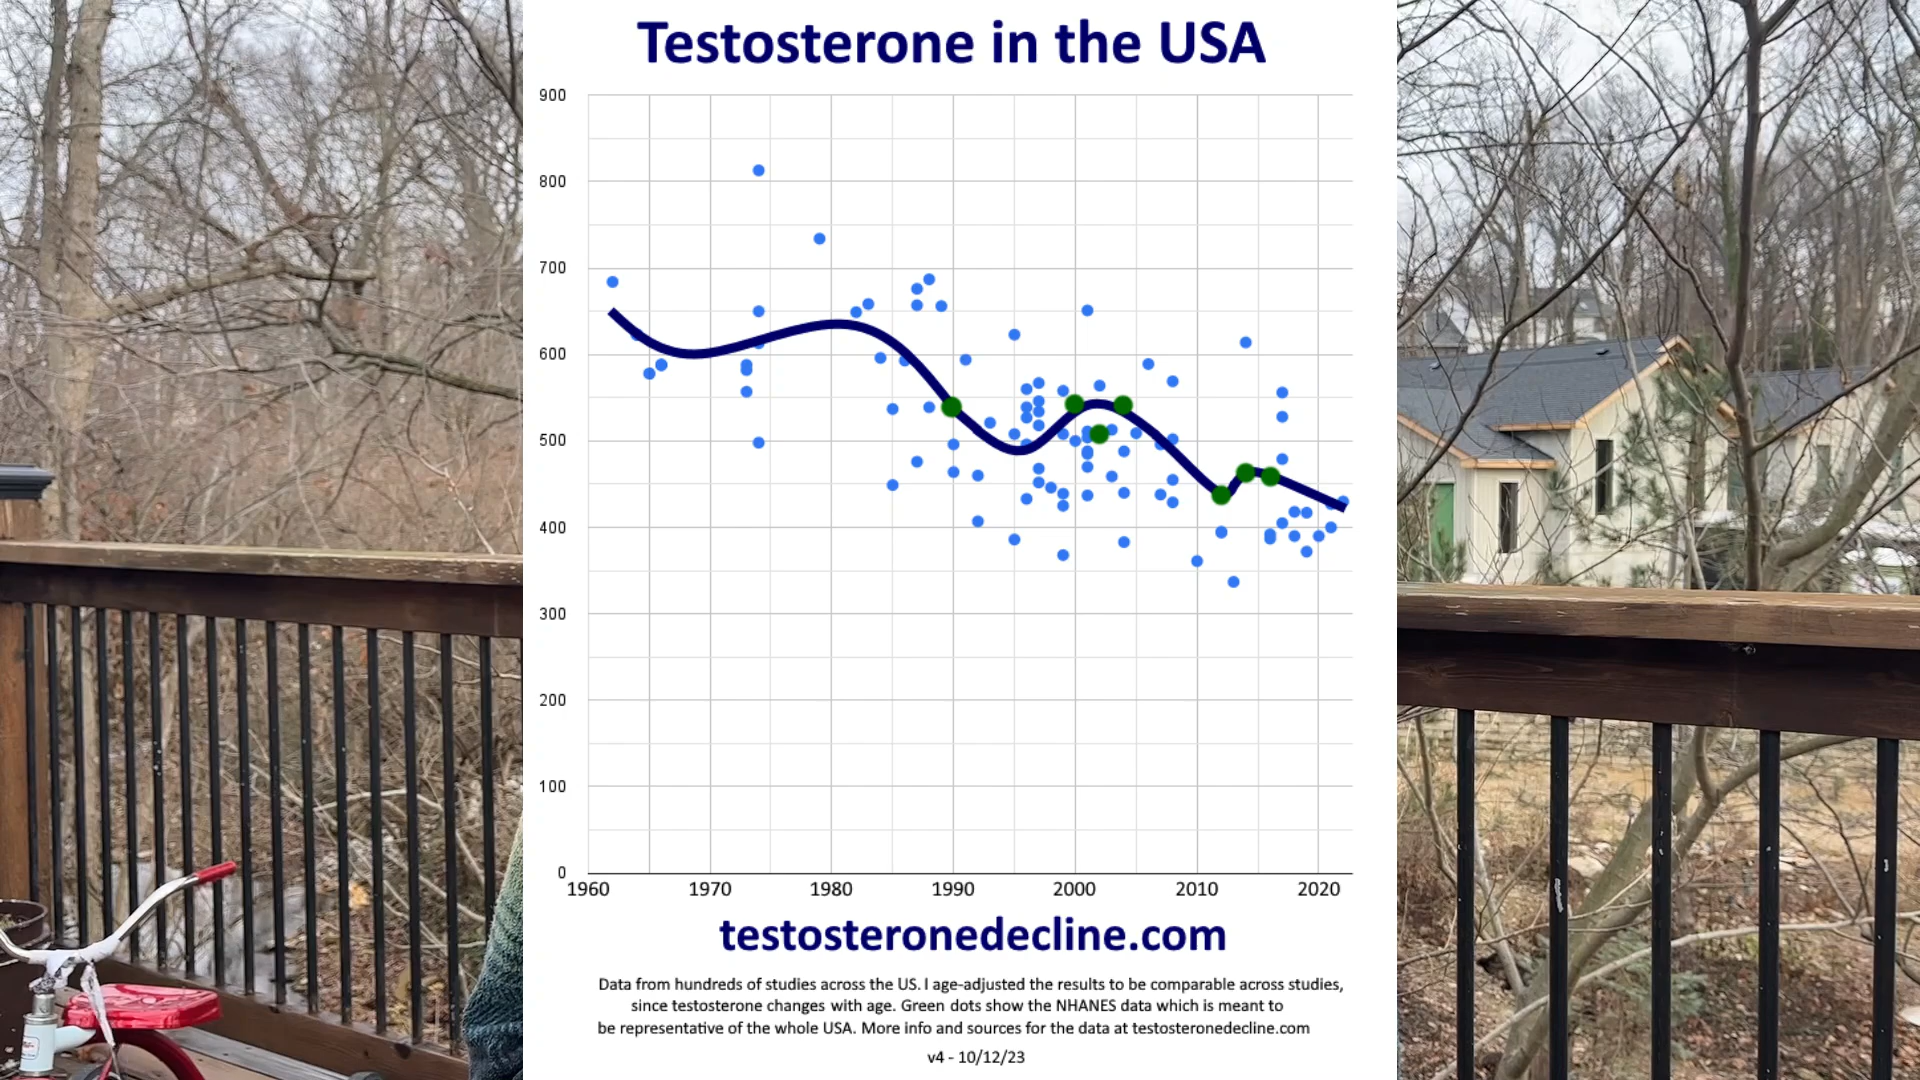 Testosterone in the USA
900
800
700
600
500
400
300
200
100
0
1960 1970 1980 1990 2000 2010 2020
testosteronedecline.com
Data from hundreds of studies across the US. I age-adjusted the results to be comparable across studies,
since testosterone changes with age. Green dots show the NHANES data which is meant to
be representative of the whole USA. More info and sources for the data at testosteronedecline.com
v4 - 10/12/23